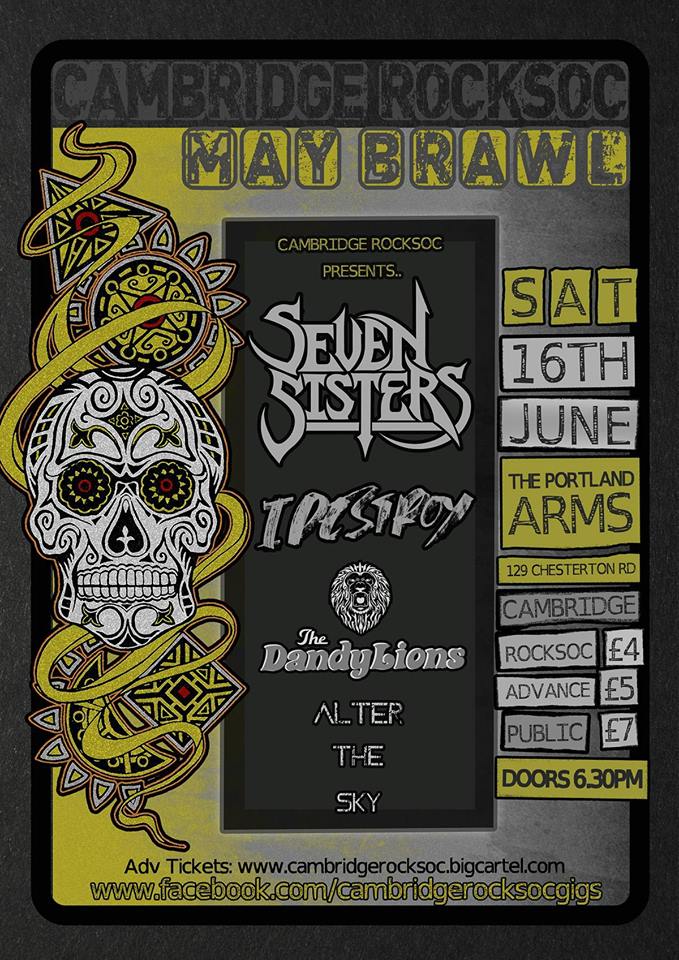 CAMBRIDGE ROCKSOC
MAY BRAWL
CAMBRIDGE ROCKSOC
PRESENTS..
SEVEN
SISTERS
I DESTROY
The
DandyLions
ALTER
THE
SKY
SAT
16TH
JUNE
THE PORTLAND
ARMS
129 CHESTERTON RD
CAMBRIDGE
ROCKSOC £4
ADVANCE £5
PUBLIC £7
DOORS 6.30PM
Adv Tickets: www.cambridgerocksoc.bigcartel.com
www.facebook.com/cambridgerocksocgigs